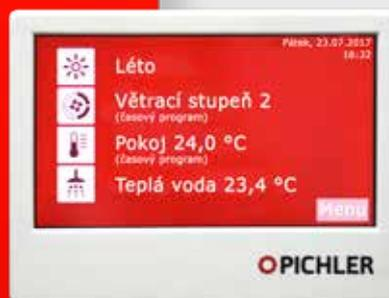 Pátek, 23.07.2017
16:32
Léto
Větrací stupeň 2
(časový program)
Pokoj 24,0 °C
(časový program)
Teplá voda 23,4 °C
Menu
PICHLER